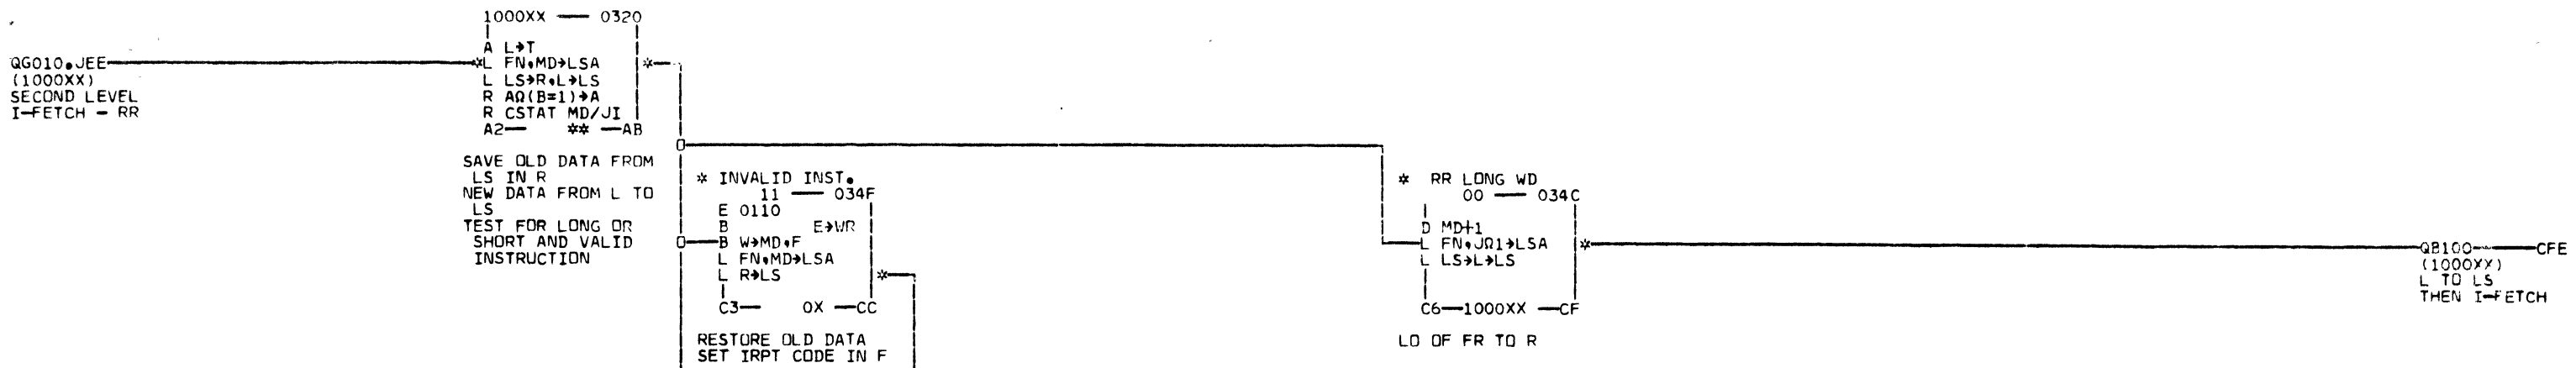 1000XX — 0320
A L→T
QG010.JEE *L FN,MD→LSA *
(1000XX) L LS→R,L→LS
SECOND LEVEL R AΩ(B=1)→A
I-FETCH - RR R CSTAT MD/JI
A2— ** —AB
SAVE OLD DATA FROM
LS IN R
NEW DATA FROM L TO
LS
TEST FOR LONG OR
SHORT AND VALID
INSTRUCTION
* INVALID INST.
11 — 034F
E 0110
B E→WR
B W→MD,F
L FN,MD→LSA
L R→LS *
C3— 0X —CC
RESTORE OLD DATA
SET IRPT CODE IN F
* RR LONG WD
00 — 034C
D MD+1
L FN,JΩ1→LSA *
L LS→L→LS
C6—1000XX —CF
LO OF FR TO R
QB100— —CFE
(1000XX)
L TO LS
THEN I-FETCH